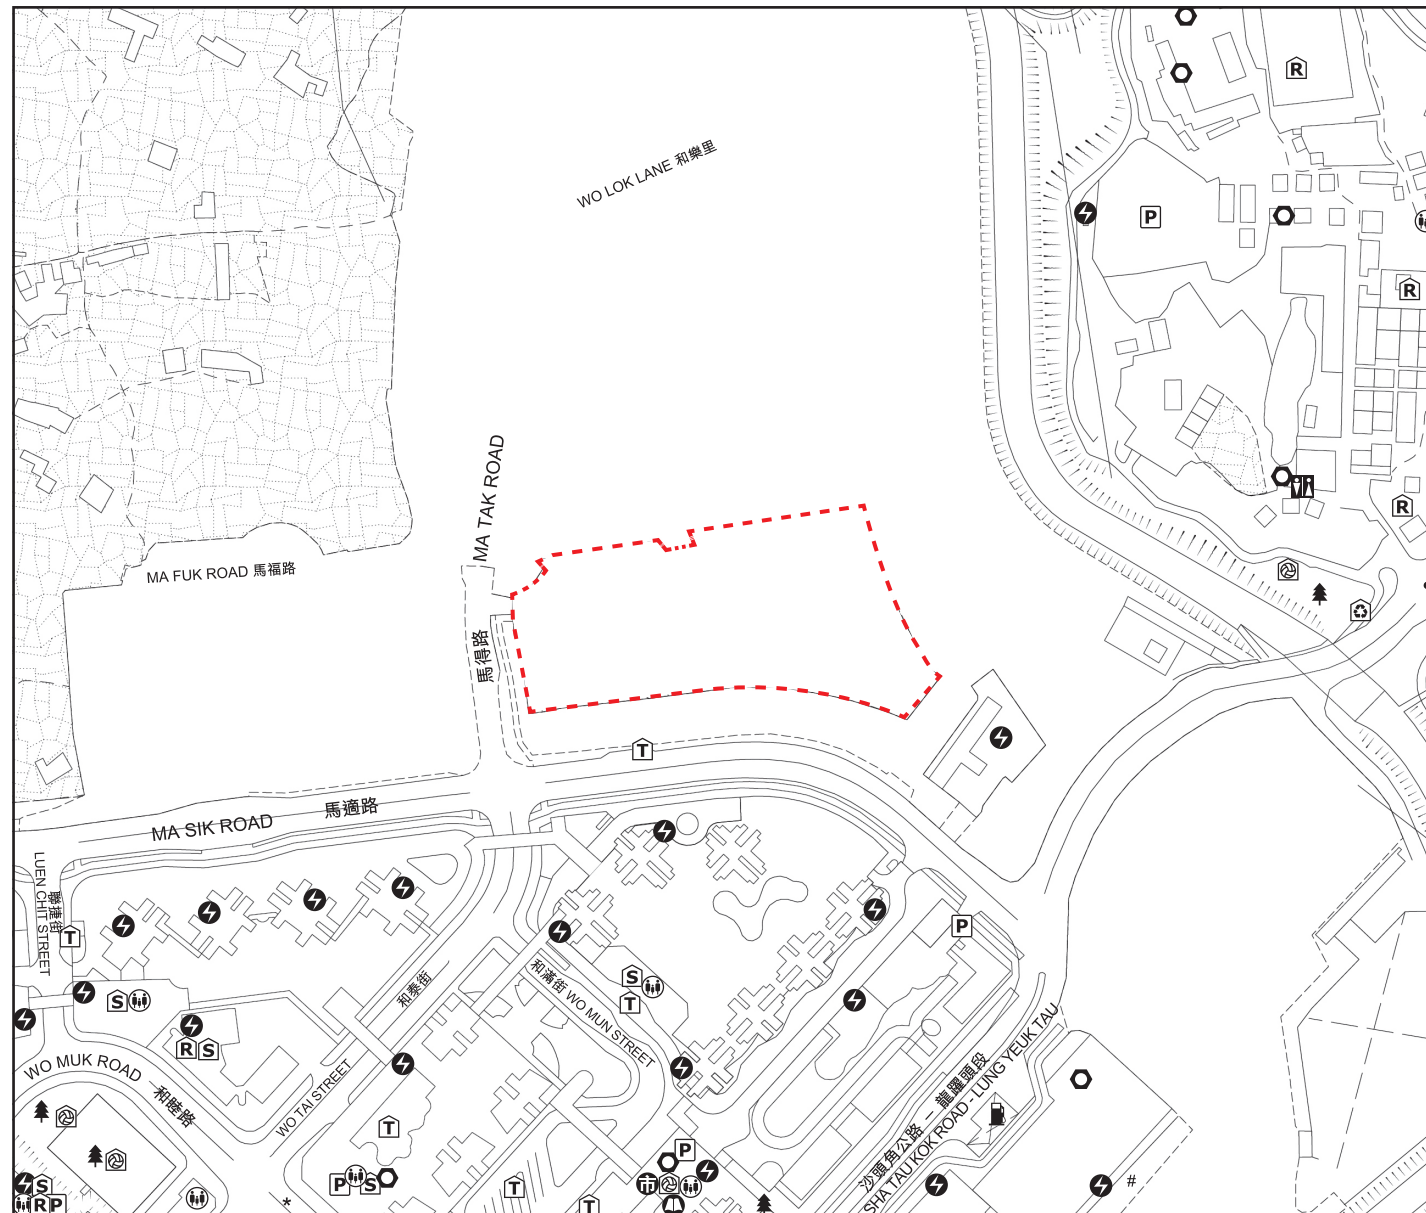 R
WO LOK LANE 和樂里
P
R
MA TAK ROAD
R
MA FUK ROAD 馬福路
馬得路
T
MA SIK ROAD 馬適路
LUEN CHIT STREET
聯捷街
T
P
S
和泰街
和滿街 WO MUN STREET
S
T
R S
WO MUK ROAD 和睦路
WO TAI STREET
沙頭角公路 － 龍躍頭段
SHA TAU KOK ROAD - LUNG YEUK TAU
T
P
P S
T
S
R P
市
T
*
#